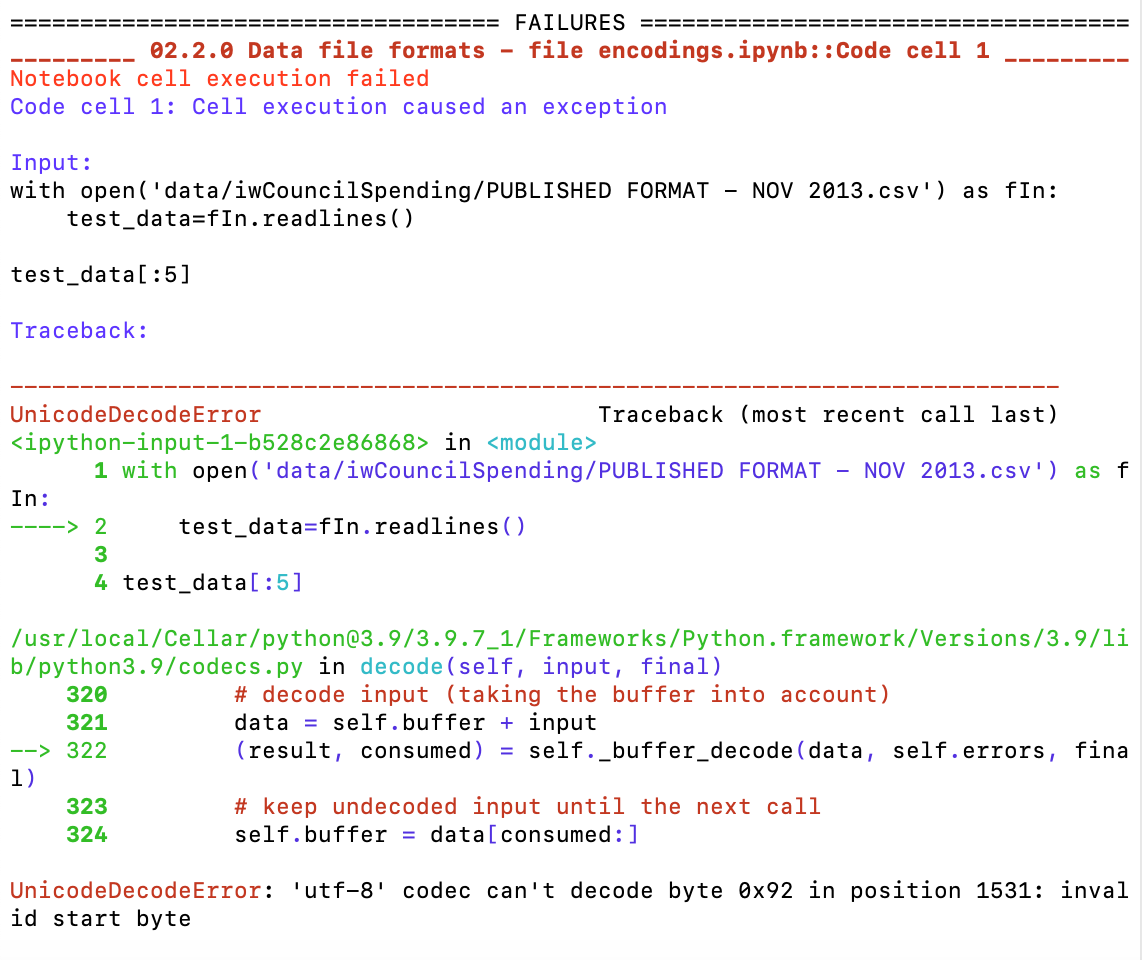 =================================== FAILURES ===================================
_________ 02.2.0 Data file formats - file encodings.ipynb::Code cell 1 _________
Notebook cell execution failed
Code cell 1: Cell execution caused an exception

Input:
with open('data/iwCouncilSpending/PUBLISHED FORMAT - NOV 2013.csv') as fIn:
    test_data=fIn.readlines()

test_data[:5]

Traceback:

---------------------------------------------------------------------------
UnicodeDecodeError                        Traceback (most recent call last)
<ipython-input-1-b528c2e86868> in <module>
      1 with open('data/iwCouncilSpending/PUBLISHED FORMAT - NOV 2013.csv') as f
In:
----> 2     test_data=fIn.readlines()
      3
      4 test_data[:5]

/usr/local/Cellar/python@3.9/3.9.7_1/Frameworks/Python.framework/Versions/3.9/li
b/python3.9/codecs.py in decode(self, input, final)
    320         # decode input (taking the buffer into account)
    321         data = self.buffer + input
--> 322         (result, consumed) = self._buffer_decode(data, self.errors, fina
l)
    323         # keep undecoded input until the next call
    324         self.buffer = data[consumed:]

UnicodeDecodeError: 'utf-8' codec can't decode byte 0x92 in position 1531: inval
id start byte